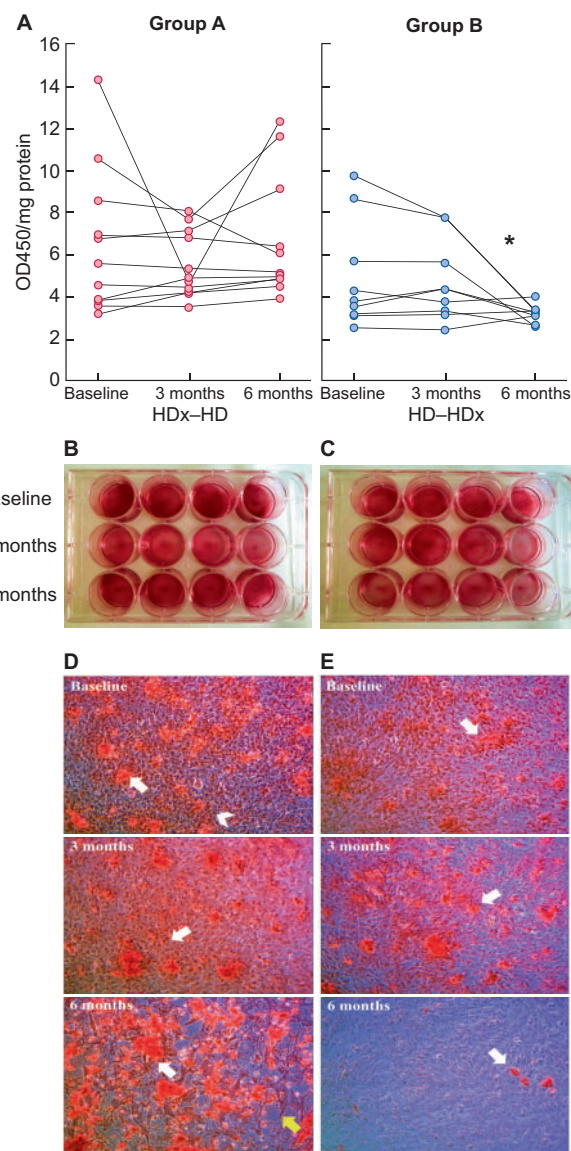 A
Group A
Group B
OD450/mg protein
16
14
12
10
8
6
4
2
0
*
Baseline
3 months
6 months
Baseline
3 months
6 months
HDx–HD
HD–HDx
B
C
aseline
months
months
D
E
Baseline
Baseline
3 months
3 months
6 months
6 months